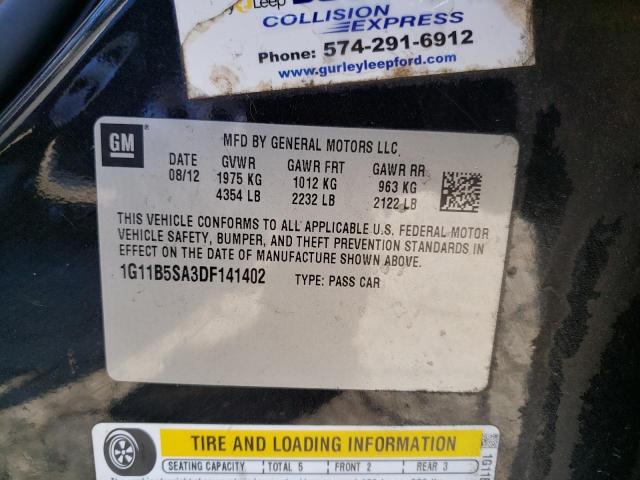 y Leep
COLLISION
EXPRESS
Phone: 574-291-6912
www.gurleyleepford.com
GM
MFD BY GENERAL MOTORS LLC
DATE GVWR GAWR FRT GAWR RR
08/12 1975 KG 1012 KG 963 KG
4354 LB 2232 LB 2122 LB
THIS VEHICLE CONFORMS TO ALL APPLICABLE U.S. FEDERAL MOTOR
VEHICLE SAFETY, BUMPER, AND THEFT PREVENTION STANDARDS IN
EFFECT ON THE DATE OF MANUFACTURE SHOWN ABOVE.
1G11B5SA3DF141402 TYPE: PASS CAR
TIRE AND LOADING INFORMATION
SEATING CAPACITY TOTAL 5 FRONT 2 REAR 3